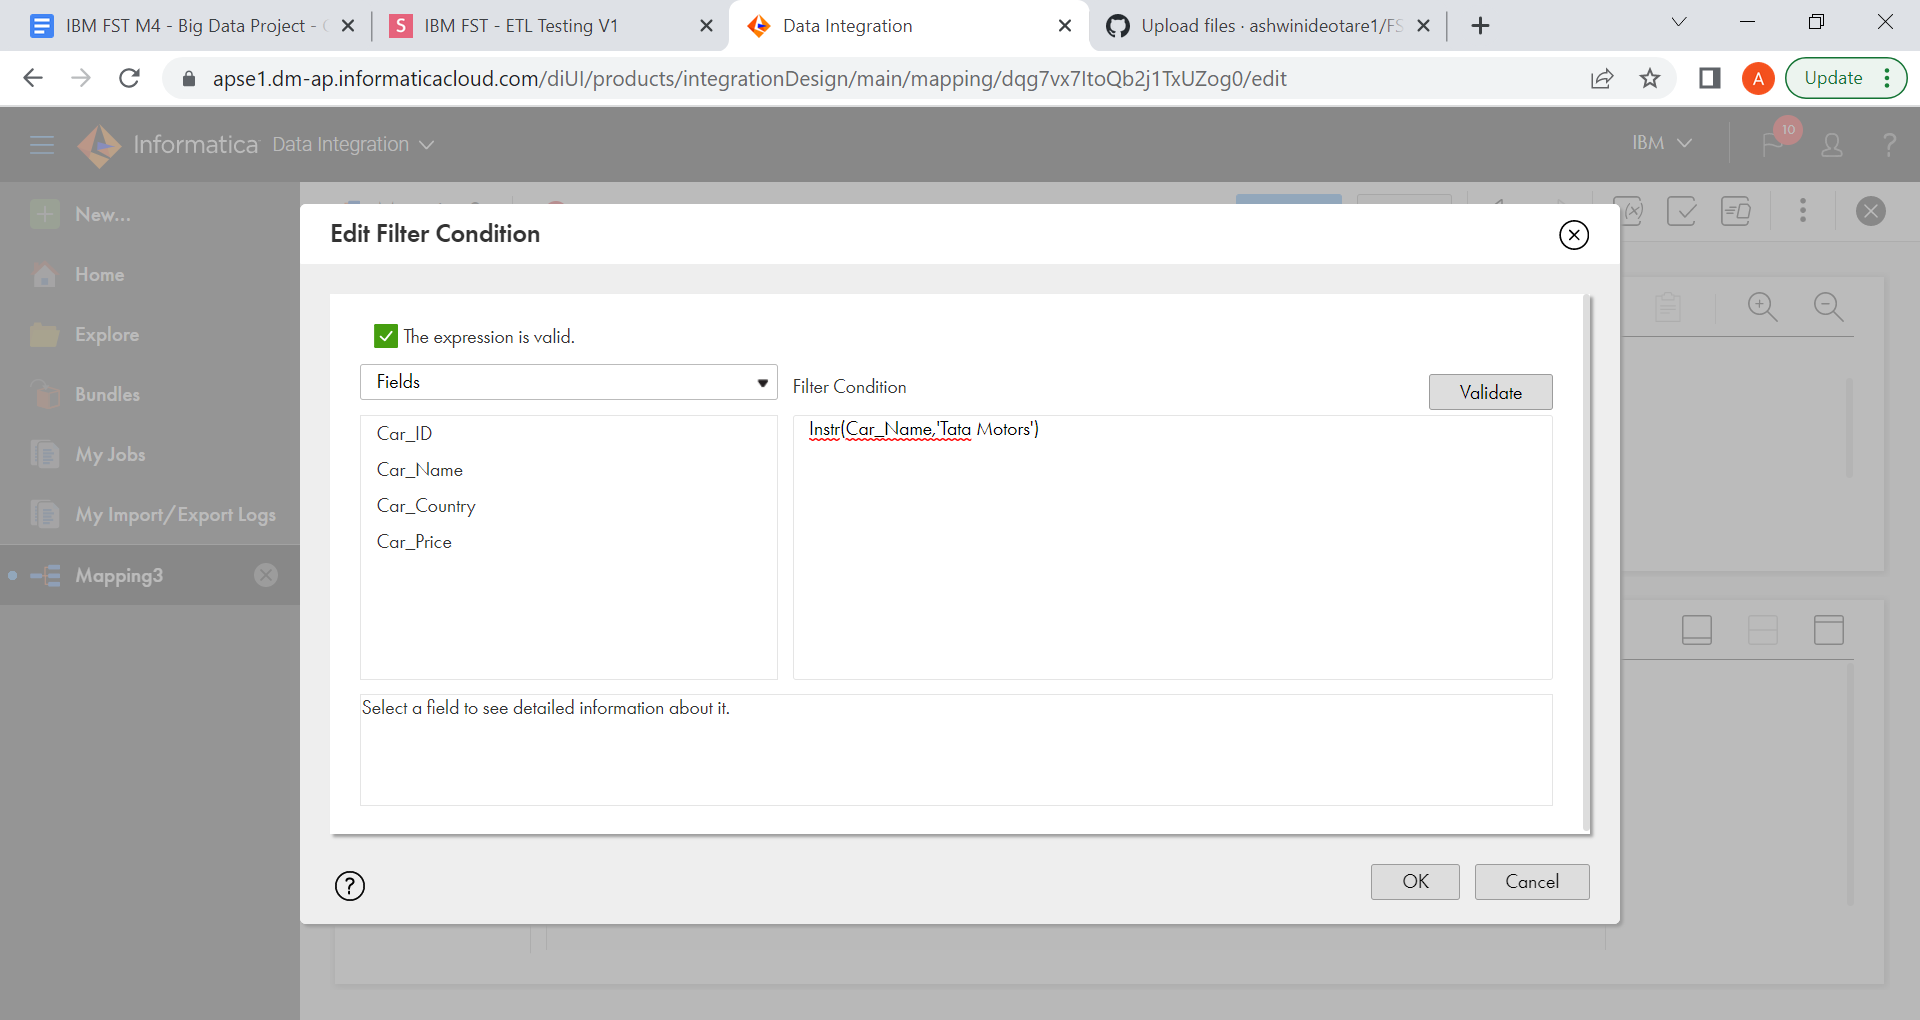 IBM FST M4 - Big Data Project -
IBM FST - ETL Testing V1
Data Integration
Upload files · ashwinideotare1/FS
apse1.dm-ap.informaticacloud.com/diUI/products/integrationDesign/main/mapping/dqg7vx7ItoQb2j1TxUZog0/edit
A
Update
Informatica Data Integration
IBM
10
?
New...
Home
Explore
Bundles
My Jobs
My Import/Export Logs
Mapping3
Edit Filter Condition
The expression is valid.
Fields
Filter Condition
Validate
Car_ID
Car_Name
Car_Country
Car_Price
Instr(Car_Name,'Tata Motors')
Select a field to see detailed information about it.
?
OK
Cancel